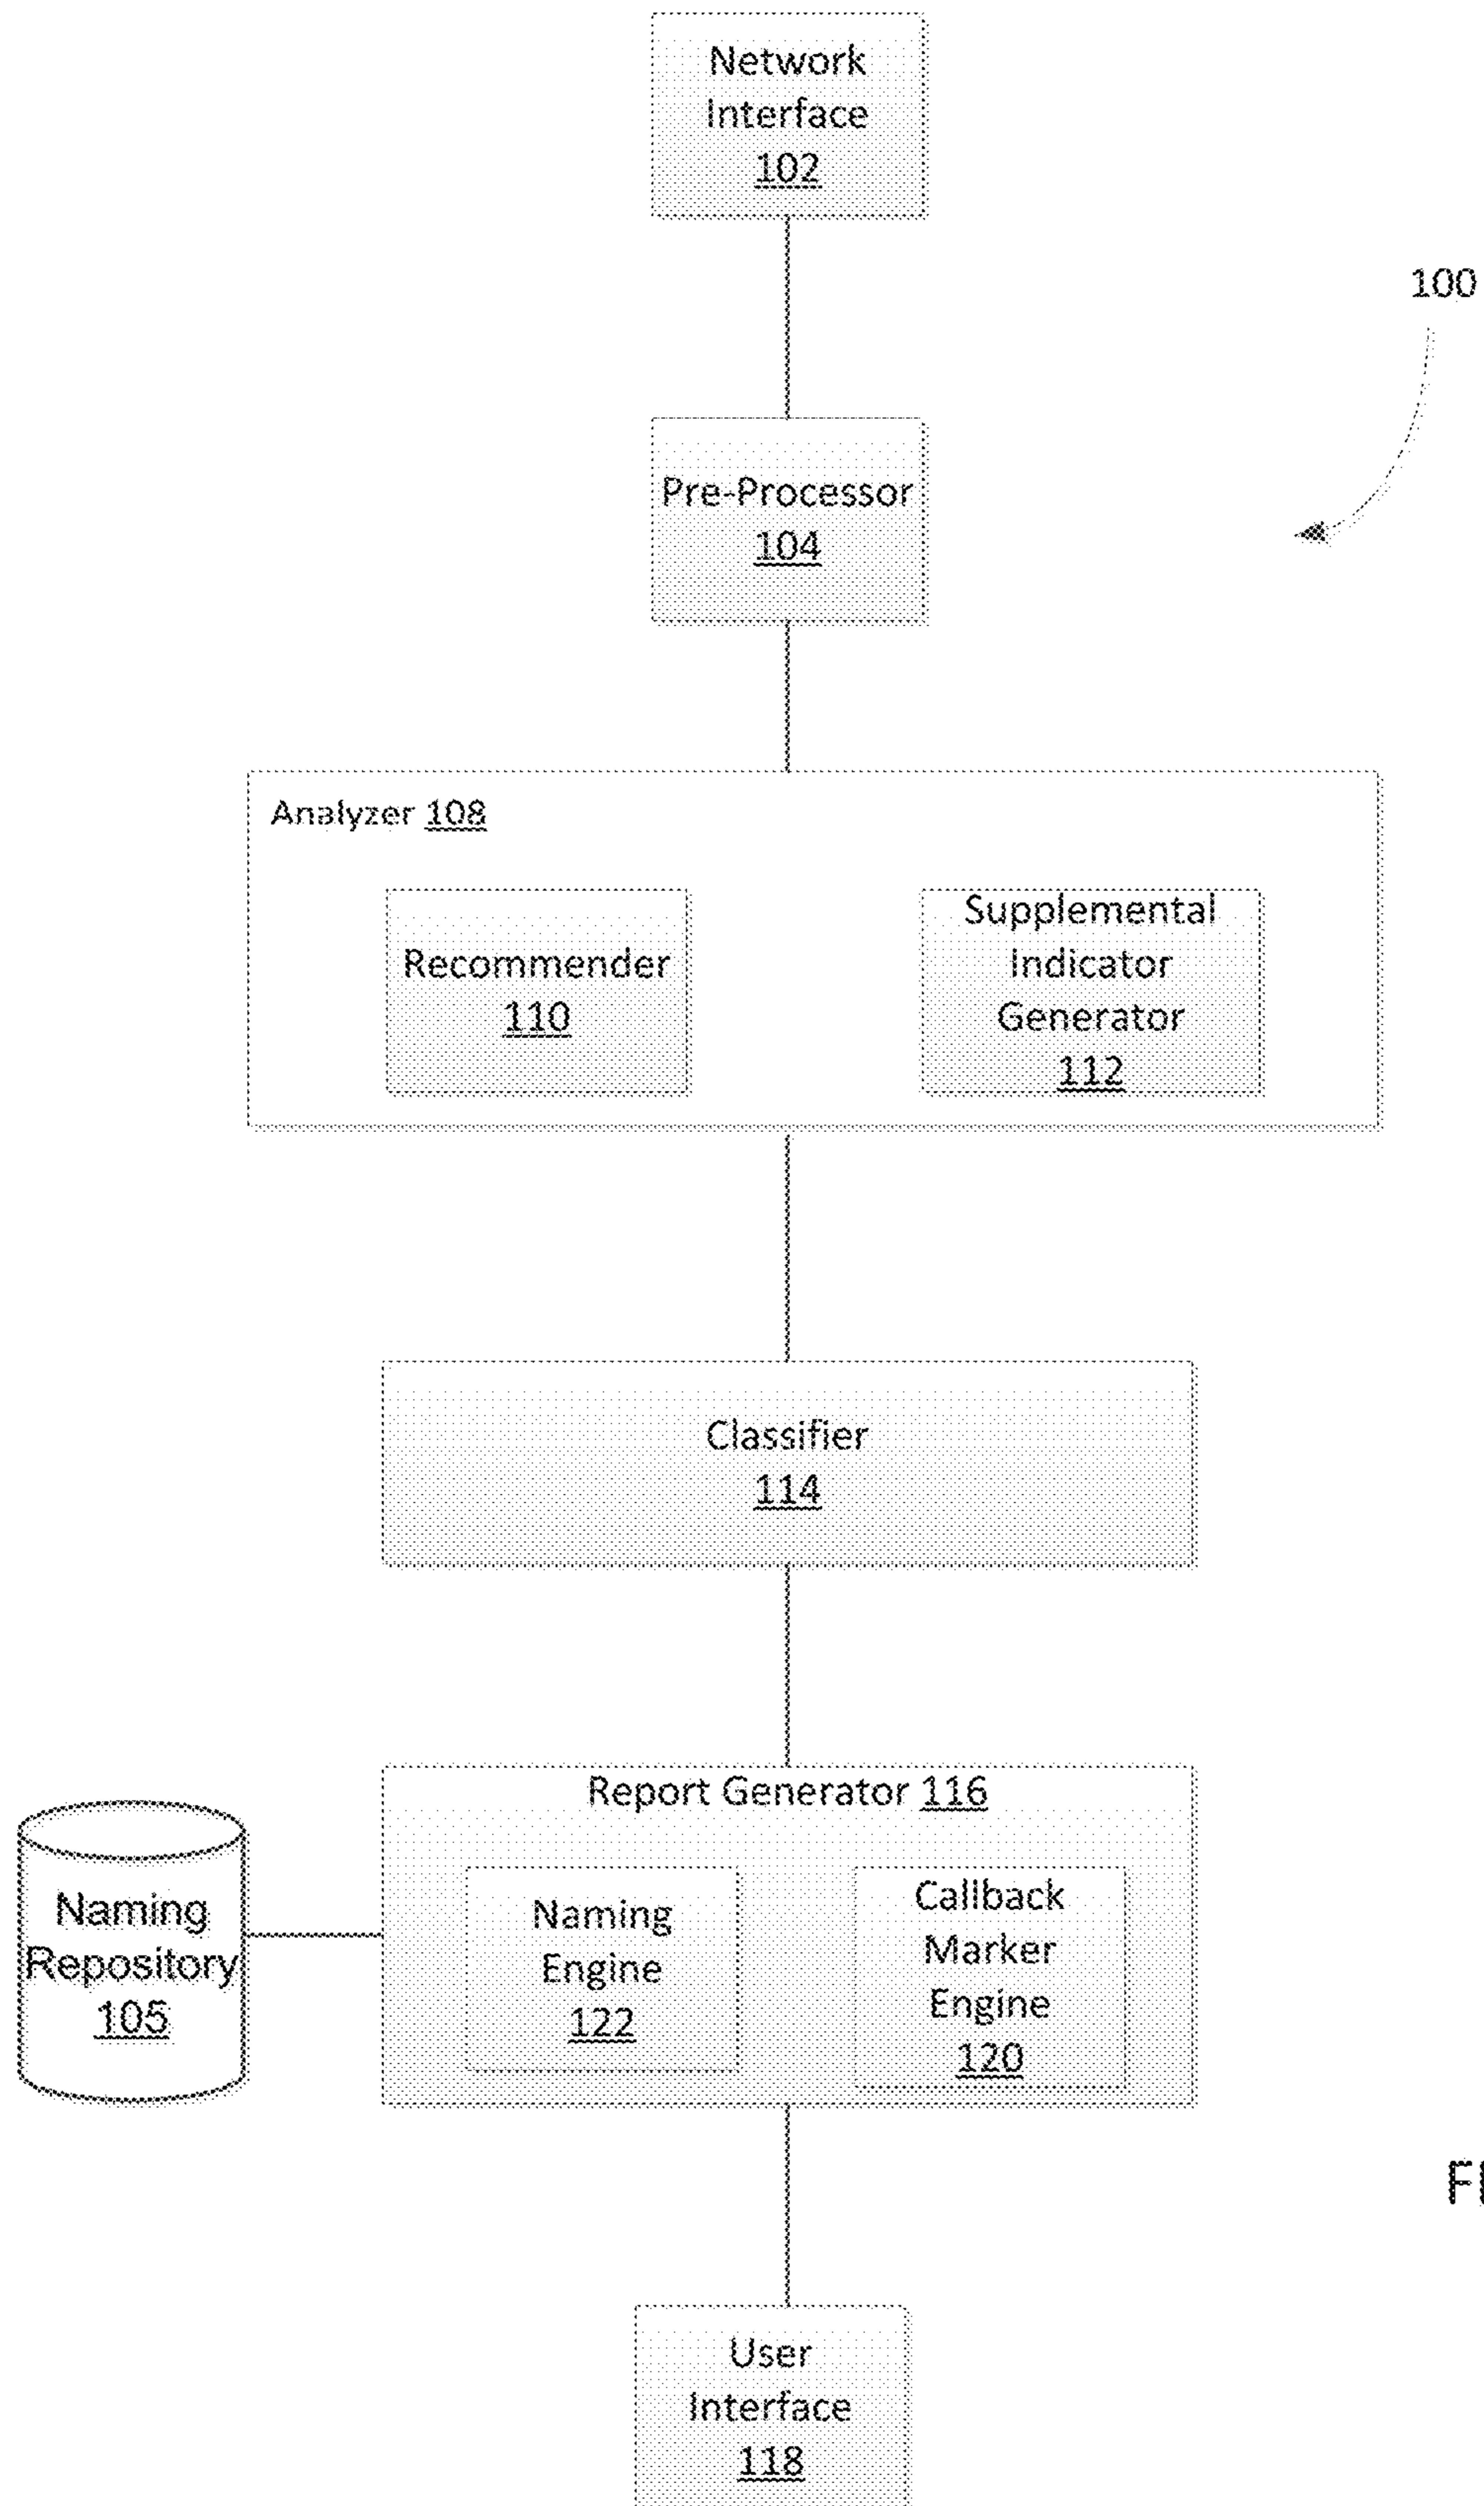 Network
Interface
102
100
Pre-Processor
104
Analyzer 108
Recommender
110
Supplemental
Indicator
Generator
112
Classifier
114
Report Generator 116
Naming
Repository
105
Naming
Engine
122
Callback
Marker
Engine
120
User
Interface
118